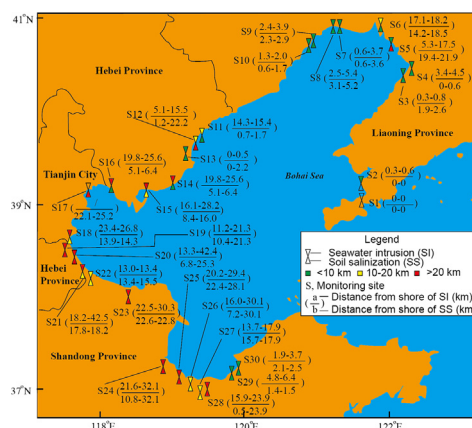 41°N
39°N
37°N
118°E
120°E
122°E
Hebei Province
Tianjin City
Hebei
Province
Shandong Province
Liaoning Province
Bohai Sea
S9 (2.4-3.9
2.3-2.9)
S10 (1.3-2.0
0.6-1.7)
S8 (2.5-5.4
3.1-5.2)
S7 (0.6-3.7
0.6-3.6)
S6 (17.1-18.2
14.2-18.5)
S5 (5.3-17.5
19.4-21.9)
S4 (3.4-4.5
0-0.6)
S3 (0.3-0.8
1.9-2.6)
S2 (0.3-0.6
0-0)
S1 (0-0
0-0)
S12 (5.1-15.5
1.2-22.2)
S11 (14.3-15.4
0.7-1.7)
S13 (0-0.5
0-2.2)
S16 (19.8-25.6
5.1-6.4)
S14 (19.8-25.6
5.1-6.4)
S17 (
22.1-25.2)
S15 (16.1-28.2
8.4-16.0)
S18 (23.4-26.8
13.9-14.3)
S19 (11.2-21.3
10.4-21.3)
S20 (13.3-42.4
6.8-25.3)
S22 (13.0-13.4
13.4-15.5)
S25 (20.2-29.4
22.4-28.1)
S21 (18.2-42.5
17.8-18.2)
S23 (22.5-30.3
22.6-22.8)
S26 (16.0-30.1
7.2-30.1)
S27 (13.7-17.9
15.7-17.9)
S30 (1.9-3.7
2.1-2.5)
S29 (4.8-6.4
1.4-1.5)
S24 (21.6-32.1
10.8-32.1)
S28 (15.9-23.9
0.5-23.9)
Legend
Seawater intrusion (SI)
Soil salinization (SS)
<10 km 10-20 km >20 km
S, Monitoring site
(a Distance from shore of SI (km)
b) Distance from shore of SS (km)